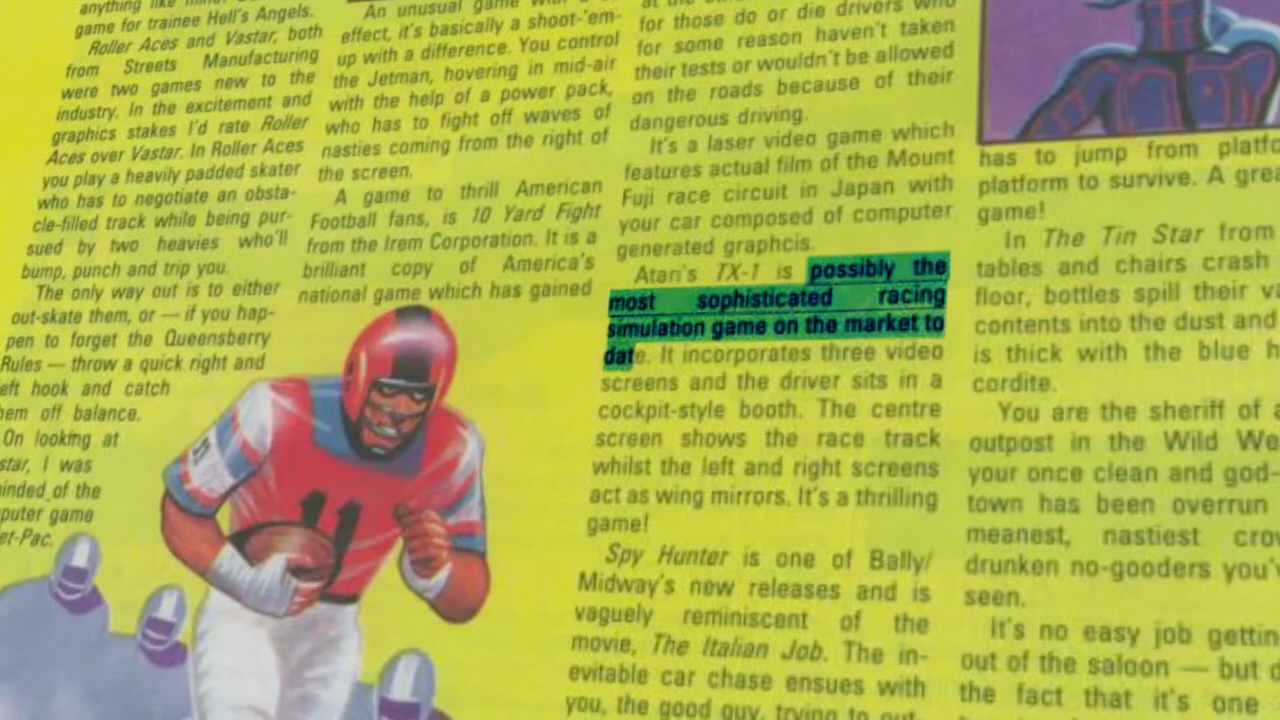 anything like mine!
game for trainee Hell's Angels.
Roller Aces and Vastar, both
from Streets Manufacturing
were two games new to the
industry. In the excitement and
graphics stakes I'd rate Roller
Aces over Vastar. In Roller Aces
you play a heavily padded skater
who has to negotiate an obsta-
cle-filled track while being pur-
sued by two heavies who'll
bump, punch and trip you.
The only way out is to either
out-skate them, or — if you hap-
pen to forget the Queensberry
Rules — throw a quick right and
eft hook and catch
hem off balance.
On looking at
star, I was
inded of the
puter game
et-Pac.
An unusual game with a
effect, it's basically a shoot-'em-
up with a difference. You control
the Jetman, hovering in mid-air
with the help of a power pack,
who has to fight off waves of
nasties coming from the right of
the screen.
A game to thrill American
Football fans, is 10 Yard Fight
from the Irem Corporation. It is a
brilliant copy of America's
national game which has gained
11
for those do or die drivers who
for some reason haven't taken
their tests or wouldn't be allowed
on the roads because of their
dangerous driving.
It's a laser video game which
features actual film of the Mount
Fuji race circuit in Japan with
your car composed of computer
generated graphcis.
Atari's TX-1 is possibly the
most sophisticated racing
simulation game on the market to
date. It incorporates three video
screens and the driver sits in a
cockpit-style booth. The centre
screen shows the race track
whilst the left and right screens
act as wing mirrors. It's a thrilling
game!
Spy Hunter is one of Bally/
Midway's new releases and is
vaguely reminiscent of the
movie, The Italian Job. The in-
evitable car chase ensues with
you, the good guy, trying to out-
has to jump from platfo
platform to survive. A grea
game!
In The Tin Star from
tables and chairs crash
floor, bottles spill their va
contents into the dust and
is thick with the blue h
cordite.
You are the sheriff of a
outpost in the Wild We
your once clean and god-
town has been overrun
meanest, nastiest crow
drunken no-gooders you'v
seen.
It's no easy job gettin
out of the saloon — but
the fact that it's one